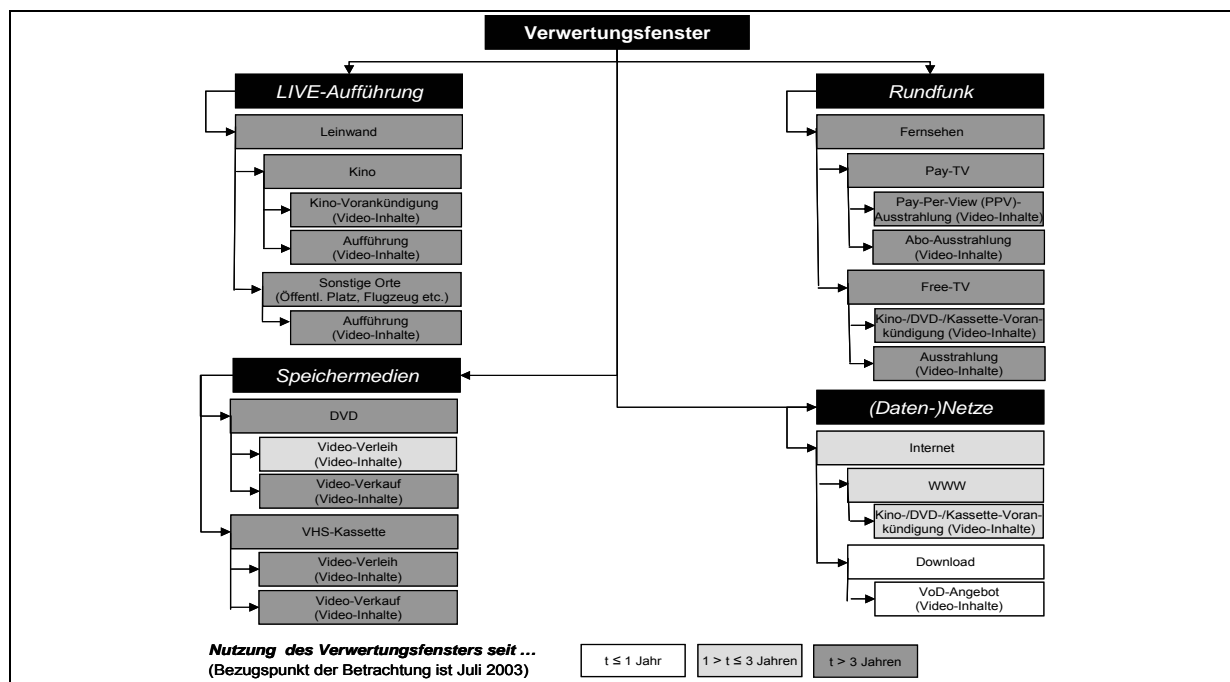 Verwertungsfenster
LIVE-Aufführung
Leinwand
Kino
Kino-Vorankündigung
(Video-Inhalte)
Aufführung
(Video-Inhalte)
Sonstige Orte
(Öffentl. Platz, Flugzeug etc.)
Aufführung
(Video-Inhalte)
Speichermedien
DVD
Video-Verleih
(Video-Inhalte)
Video-Verkauf
(Video-Inhalte)
VHS-Kassette
Video-Verleih
(Video-Inhalte)
Video-Verkauf
(Video-Inhalte)
Rundfunk
Fernsehen
Pay-TV
Pay-Per-View (PPV)-
Ausstrahlung (Video-Inhalte)
Abo-Ausstrahlung
(Video-Inhalte)
Free-TV
Kino-/DVD-/Kassette-Voran-
kündigung (Video-Inhalte)
Ausstrahlung
(Video-Inhalte)
(Daten-)Netze
Internet
WWW
Kino-/DVD-/Kassette-Voran-
kündigung (Video-Inhalte)
Download
VoD-Angebot
(Video-Inhalte)
Nutzung des Verwertungsfensters seit ...
(Bezugspunkt der Betrachtung ist Juli 2003)
t ≤ 1 Jahr
1 > t ≤ 3 Jahren
t > 3 Jahren